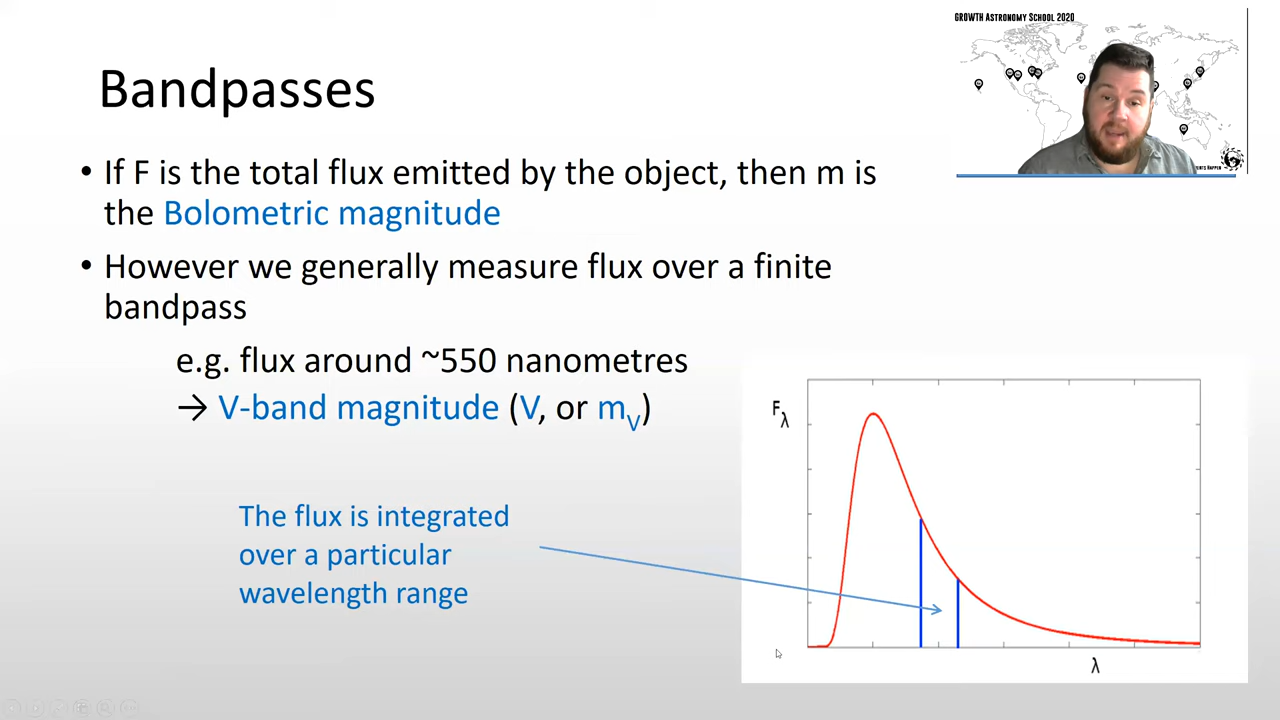 GROWTH ASTRONOMY SCHOOL 2020
Bandpasses
• If F is the total flux emitted by the object, then m is
the Bolometric magnitude
• However we generally measure flux over a finite
bandpass
e.g. flux around ~550 nanometres
→ V-band magnitude (V, or mV)
The flux is integrated
over a particular
wavelength range
Fλ
λ